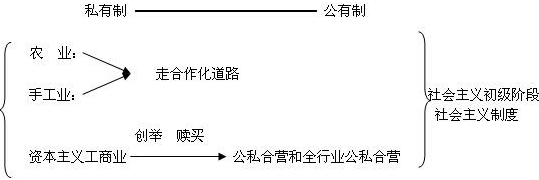 私有制 公有制
农 业：
走合作化道路
手工业：
社会主义初级阶段
社会主义制度
创举 赎买
资本主义工商业 公私合营和全行业公私合营